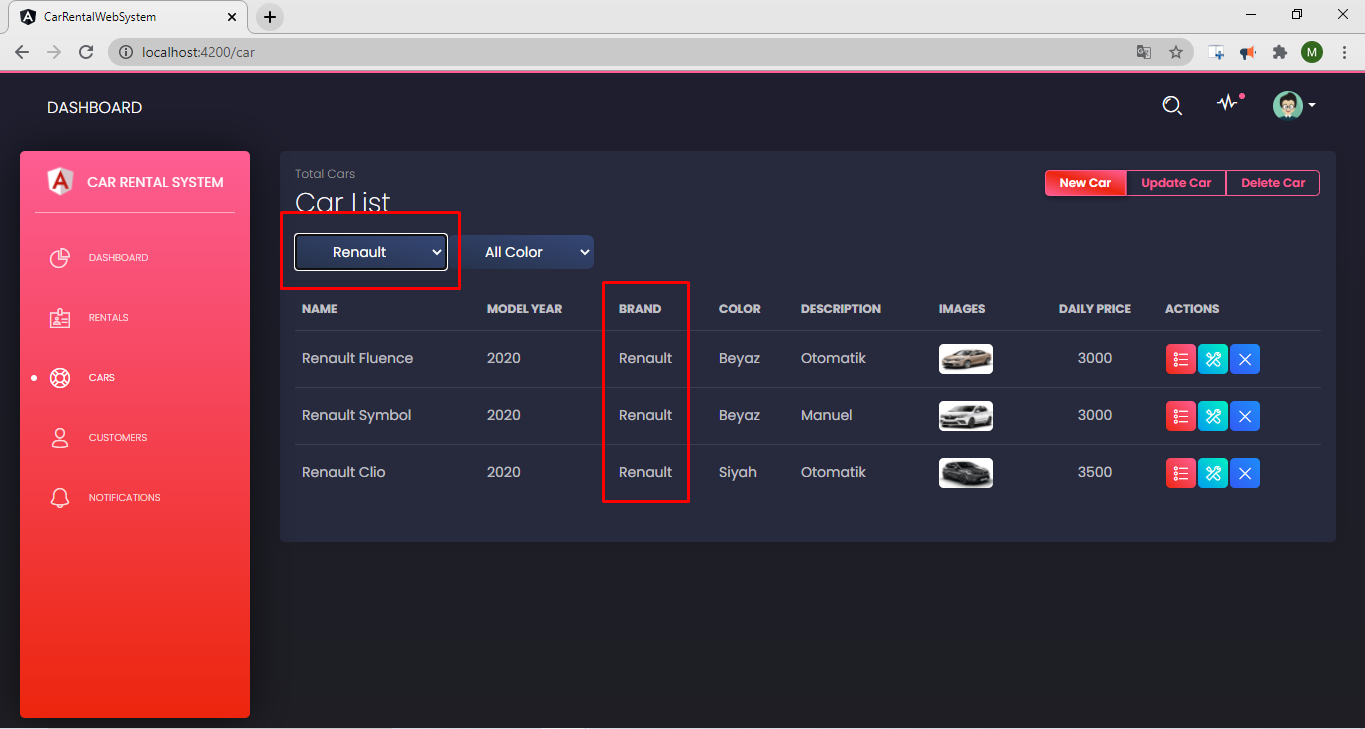 CarRentalWebSystem
localhost:4200/car
M
DASHBOARD
CAR RENTAL SYSTEM
DASHBOARD
RENTALS
CARS
CUSTOMERS
NOTIFICATIONS
Total Cars
Car List
New Car Update Car Delete Car
Renault All Color
NAME MODEL YEAR BRAND COLOR DESCRIPTION IMAGES DAILY PRICE ACTIONS
Renault Fluence 2020 Renault Beyaz Otomatik 3000
Renault Symbol 2020 Renault Beyaz Manuel 3000
Renault Clio 2020 Renault Siyah Otomatik 3500